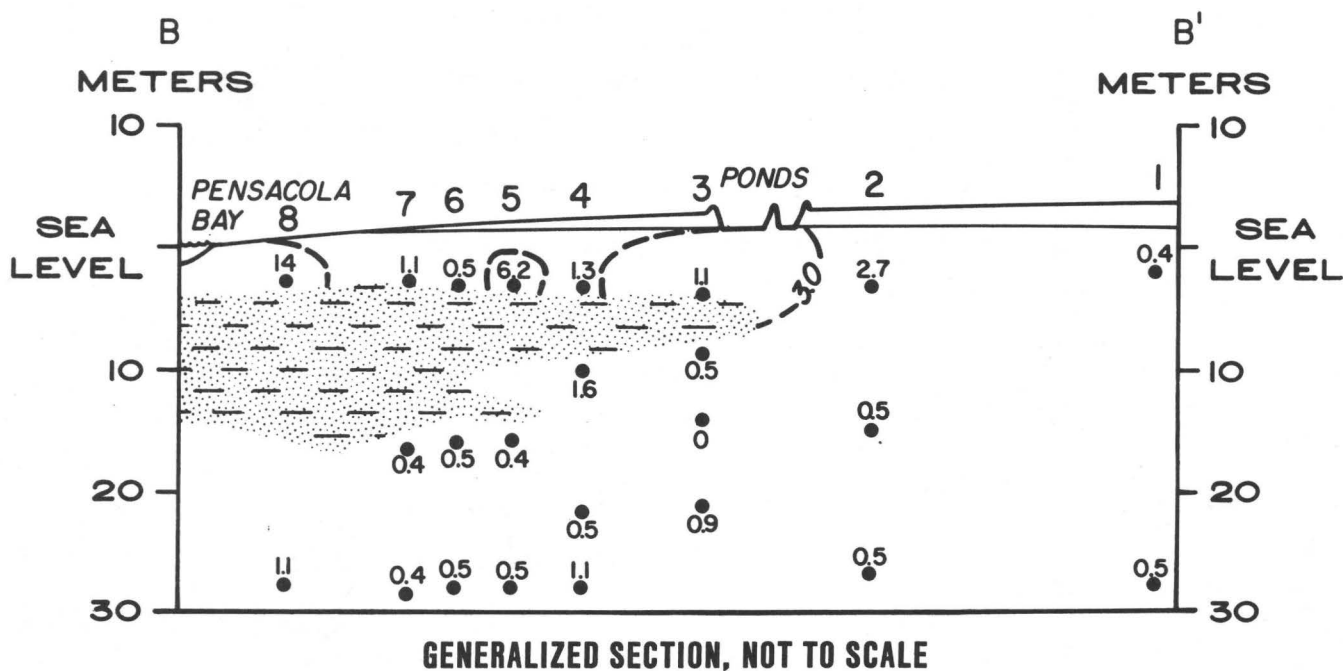 B B'
METERS METERS
10 10
PENSACOLA
BAY
8 7 6 5 4 3 PONDS 2 1
SEA LEVEL SEA LEVEL
14 1.1 0.5 6.2 1.3 1.1 3.0 2.7 0.4
10 10
1.6 0.5
0 0.5
0.4 0.5 0.4
20 20
0.5 0.9
1.1 0.4 0.5 0.5 1.1 0.5 0.5
30 30
GENERALIZED SECTION, NOT TO SCALE